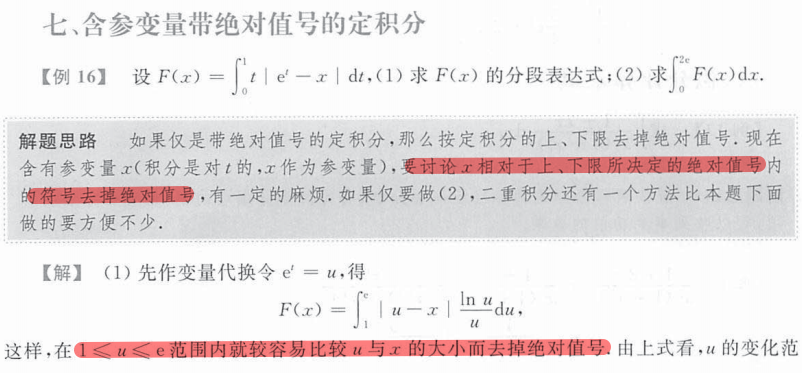 七、含参变量带绝对值号的定积分
【例 16】 设 F(x) = ∫₀¹ t | eᵗ − x | dt,(1) 求 F(x) 的分段表达式;(2) 求∫₀²ᵉ F(x)dx.
解题思路 如果仅是带绝对值号的定积分,那么按定积分的上、下限去掉绝对值号.现在
含有参变量 x(积分是对 t 的,x 作为参变量),要讨论 x 相对于上、下限所决定的绝对值号内
的符号去掉绝对值号,有一定的麻烦.如果仅要做(2),二重积分还有一个方法比本题下面
做的要方便不少.
【解】 (1) 先作变量代换令 eᵗ = u,得
F(x) = ∫₁ᵉ | u − x | ln u/u du,
这样,在 1 ≤ u ≤ e 范围内就较容易比较 u 与 x 的大小而去掉绝对值号.由上式看,u 的变化范